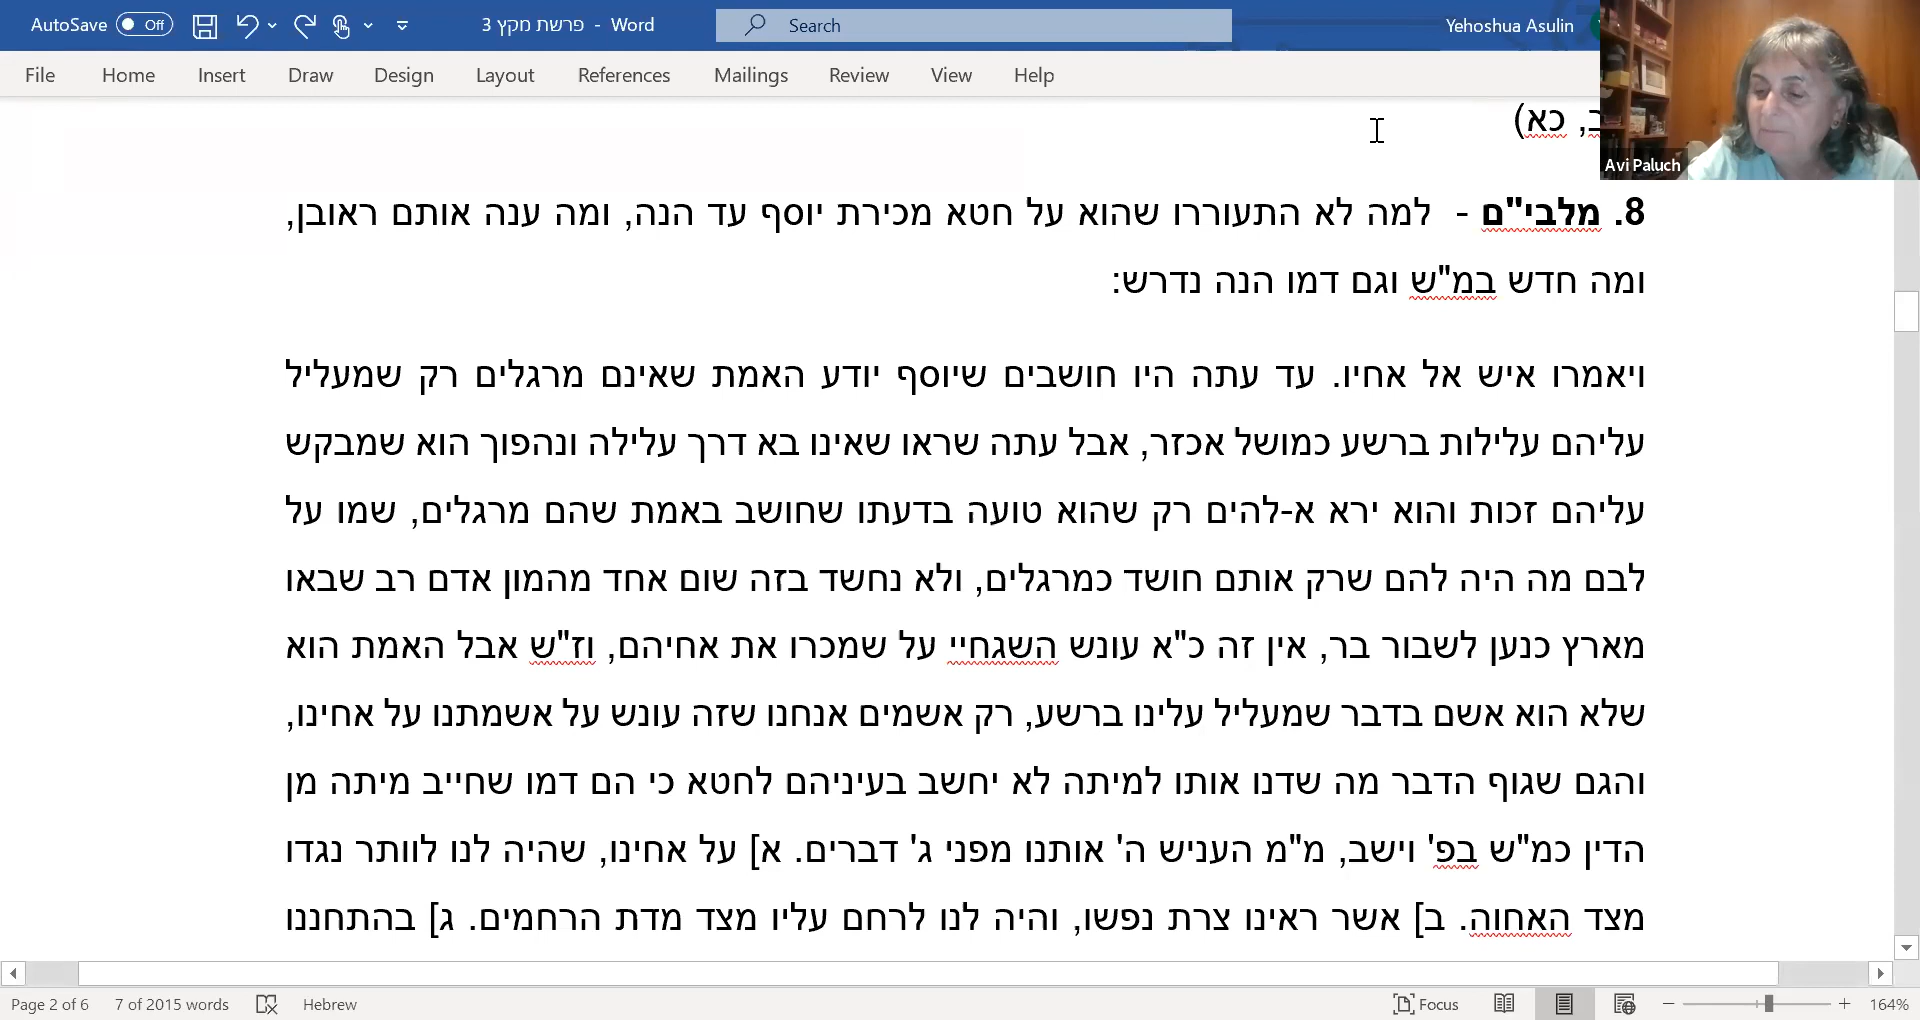 AutoSave Off פרשת מקץ 3 - Word Search Yehoshua Asulin
File Home Insert Draw Design Layout References Mailings Review View Help
ב, כא)
Avi Paluch
8. מלבי"ם - למה לא התעוררו שהוא על חטא מכירת יוסף עד הנה, ומה ענה אותם ראובן,
ומה חדש במ"ש וגם דמו הנה נדרש:
ויאמרו איש אל אחיו. עד עתה היו חושבים שיוסף יודע האמת שאינם מרגלים רק שמעליל
עליהם עלילות ברשע כמושל אכזר, אבל עתה שראו שאינו בא דרך עלילה ונהפוך הוא שמבקש
עליהם זכות והוא ירא א-להים רק שהוא טועה בדעתו שחושב באמת שהם מרגלים, שמו על
לבם מה היה להם שרק אותם חושד כמרגלים, ולא נחשד בזה שום אחד מהמון אדם רב שבאו
מארץ כנען לשבור בר, אין זה כ"א עונש השגחיי על שמכרו את אחיהם, וז"ש אבל האמת הוא
שלא הוא אשם בדבר שמעליל עלינו ברשע, רק אשמים אנחנו שזה עונש על אשמתנו על אחינו,
והגם שגוף הדבר מה שדנו אותו למיתה לא יחשב בעיניהם לחטא כי הם דמו שחייב מיתה מן
הדין כמ"ש בפ' וישב, מ"מ העניש ה' אותנו מפני ג' דברים. א] על אחינו, שהיה לנו לוותר נגדו
מצד האחוה. ב] אשר ראינו צרת נפשו, והיה לנו לרחם עליו מצד מדת הרחמים. ג] בהתחננו
Page 2 of 6 7 of 2015 words Hebrew Focus 164%